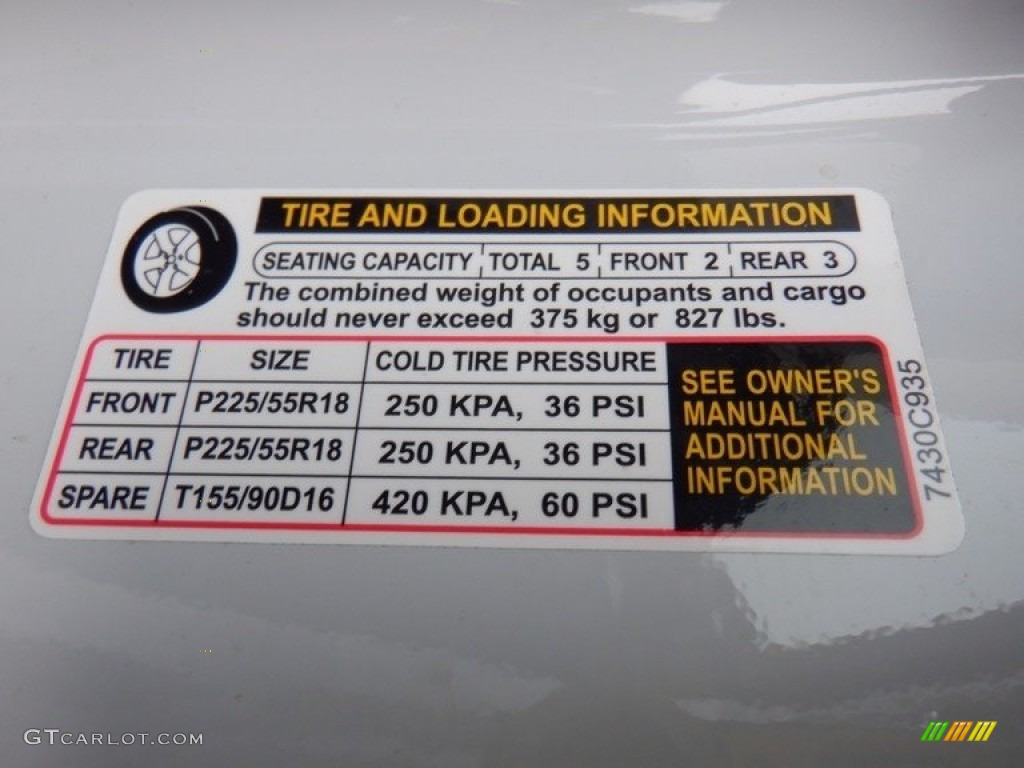 TIRE AND LOADING INFORMATION
SEATING CAPACITY TOTAL 5 FRONT 2 REAR 3
The combined weight of occupants and cargo
should never exceed 375 kg or 827 lbs.
TIRE SIZE COLD TIRE PRESSURE
FRONT P225/55R18 250 KPA, 36 PSI
REAR P225/55R18 250 KPA, 36 PSI
SPARE T155/90D16 420 KPA, 60 PSI
SEE OWNER'S
MANUAL FOR
ADDITIONAL
INFORMATION
7430C935
GTCARLOT.COM